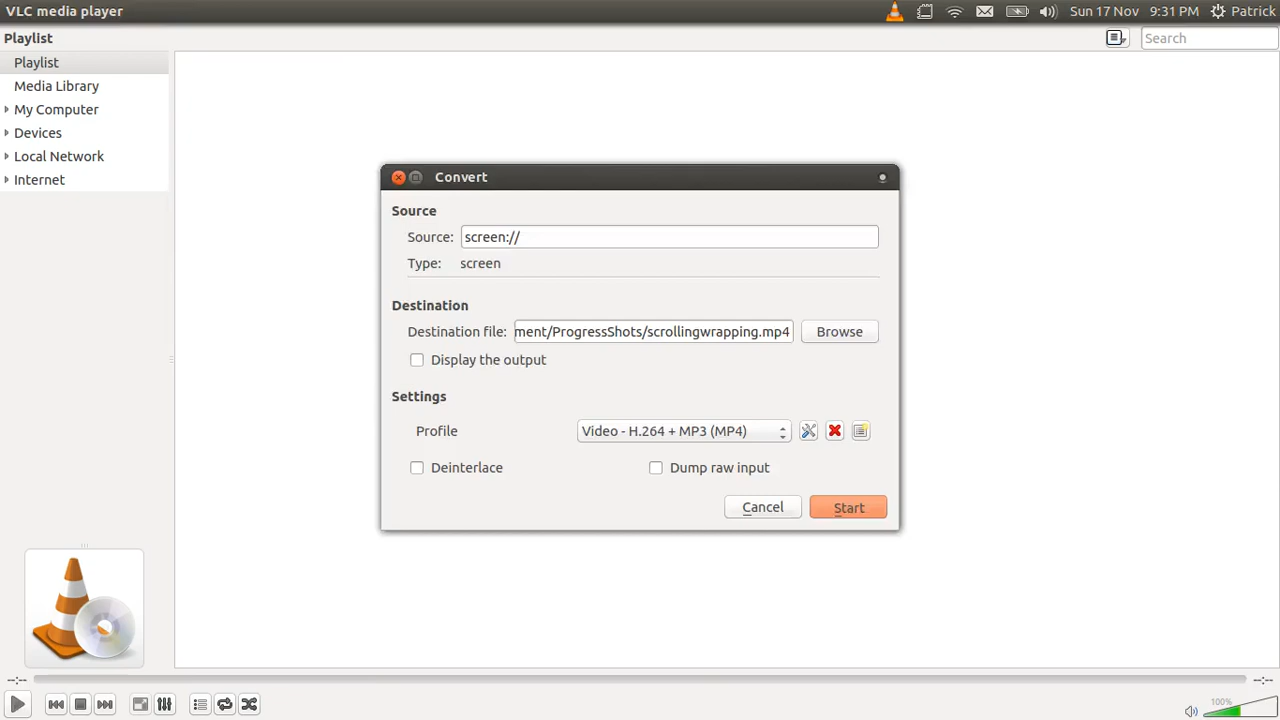 VLC media player
Sun 17 Nov 9:31 PM Patrick
Playlist
Search
Playlist
Media Library
My Computer
Devices
Local Network
Internet
Convert
Source
Source: screen://
Type: screen
Destination
Destination file: ment/ProgressShots/scrollingwrapping.mp4 Browse
Display the output
Settings
Profile Video - H.264 + MP3 (MP4)
Deinterlace Dump raw input
Cancel Start
--:-- --:--
100%